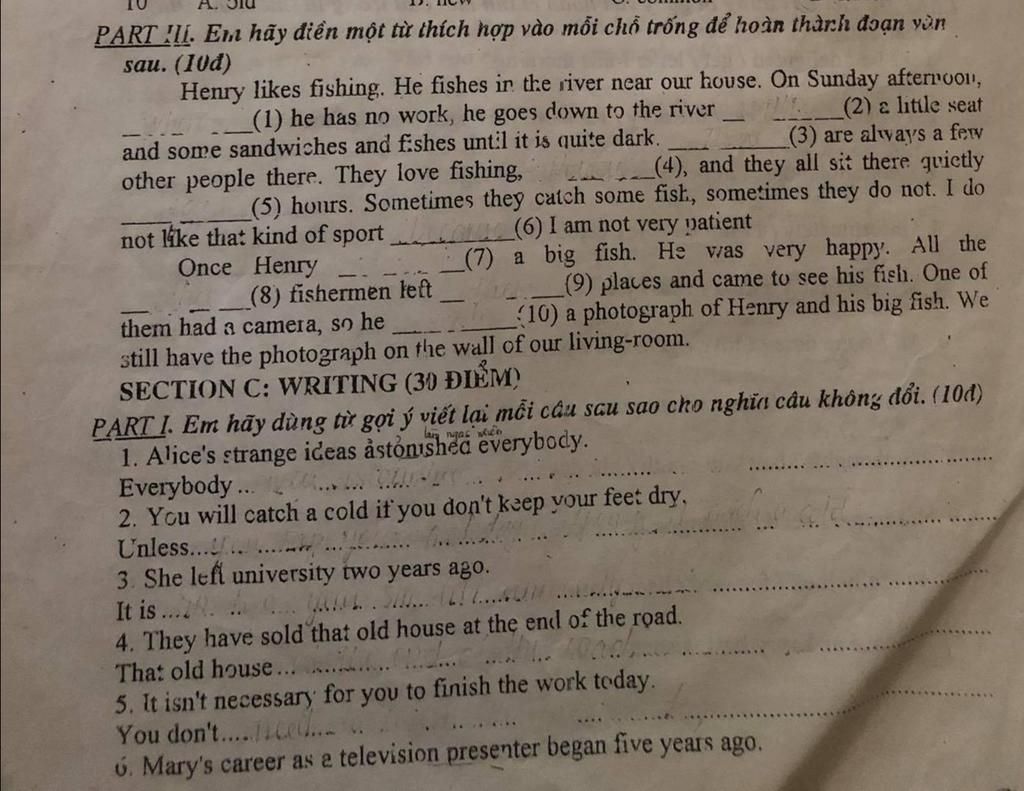 10 A. old B. new C. common
PART III. Em hãy điền một từ thích hợp vào mỗi chỗ trống để hoàn thành đoạn văn
sau. (10đ)
Henry likes fishing. He fishes in the river near our house. On Sunday afternoon,
(1) he has no work, he goes down to the river (2) a little seat
and some sandwiches and fishes until it is quite dark. (3) are always a few
other people there. They love fishing, (4), and they all sit there quietly
(5) hours. Sometimes they catch some fish, sometimes they do not. I do
not like that kind of sport (6) I am not very patient
Once Henry (7) a big fish. He was very happy. All the
(8) fishermen left (9) places and came to see his fish. One of
them had a camera, so he (10) a photograph of Henry and his big fish. We
still have the photograph on the wall of our living-room.
SECTION C: WRITING (30 ĐIỂM)
PART I. Em hãy dùng từ gợi ý viết lại mỗi câu sau sao cho nghĩa câu không đổi. (10đ)
làm ngạc nhiên
1. Alice's strange ideas astonished everybody.
Everybody...
2. You will catch a cold if you don't keep your feet dry.
Unless...
3. She left university two years ago.
It is...
4. They have sold that old house at the end of the road.
That old house...
5. It isn't necessary for you to finish the work today.
You don't.... need
6. Mary's career as a television presenter began five years ago.